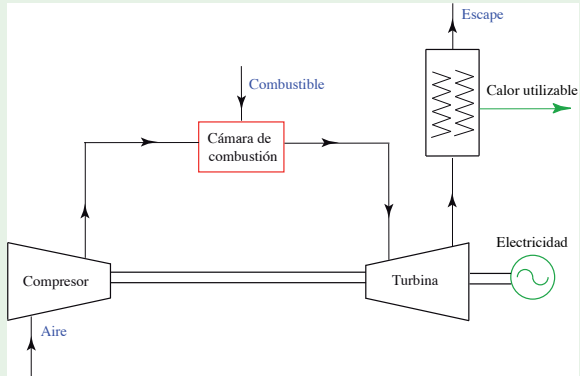 Escape
Combustible
Calor utilizable
Cámara de
combustión
Electricidad
Compresor
Turbina
Aire